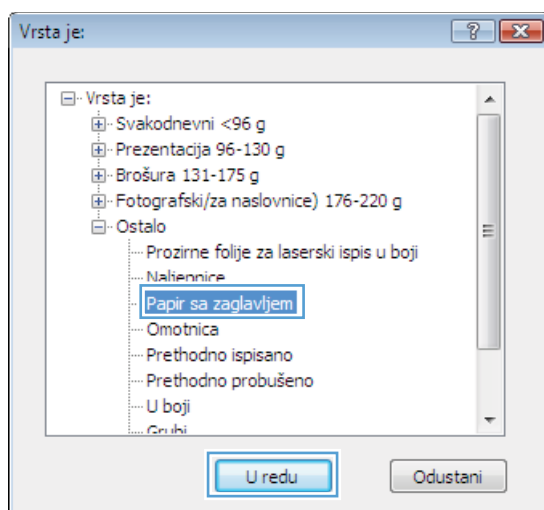 Vrsta je:
Vrsta je:
Svakodnevni <96 g
Prezentacija 96-130 g
Brošura 131-175 g
Fotografski/za naslovnice) 176-220 g
Ostalo
Prozirne folije za laserski ispis u boji
Naljepnice
Papir sa zaglavljem
Omotnica
Prethodno ispisano
Prethodno probušeno
U boji
Grubi
U redu
Odustani